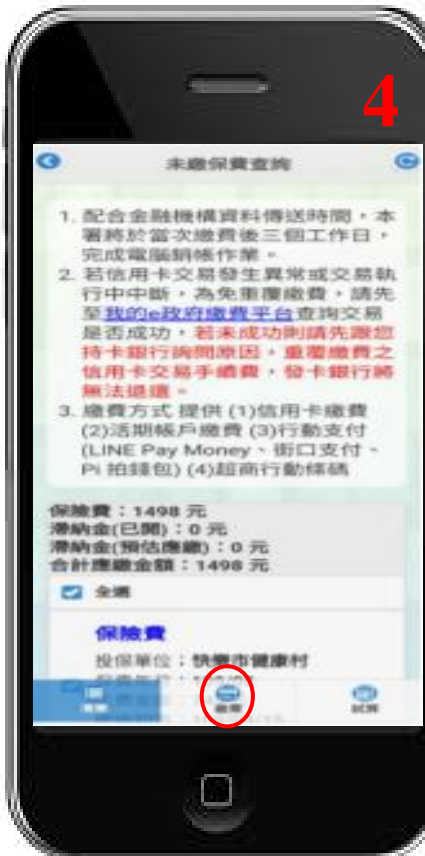 4
未繳保費查詢
1. 配合金融機構資料傳送時間，本
署將於當次繳費後三個工作日，
完成電腦銷帳作業。
2. 若信用卡交易發生異常或交易執
行中中斷，為免重覆繳費，請先
至我的e政府繳費平台查詢交易
是否成功，若未成功則請先跟您
持卡銀行詢問原因，重覆繳費之
信用卡交易手續費，發卡銀行將
無法退還。
3. 繳費方式 提供 (1)信用卡繳費
(2)活期帳戶繳費 (3)行動支付
(LINE Pay Money、街口支付、
Pi 拍錢包) (4)超商行動條碼
保險費：1498 元
滯納金(已開)：0 元
滯納金(預估應繳)：0 元
合計應繳金額：1498 元
全選
保險費
投保單位：快樂市健康村
試算